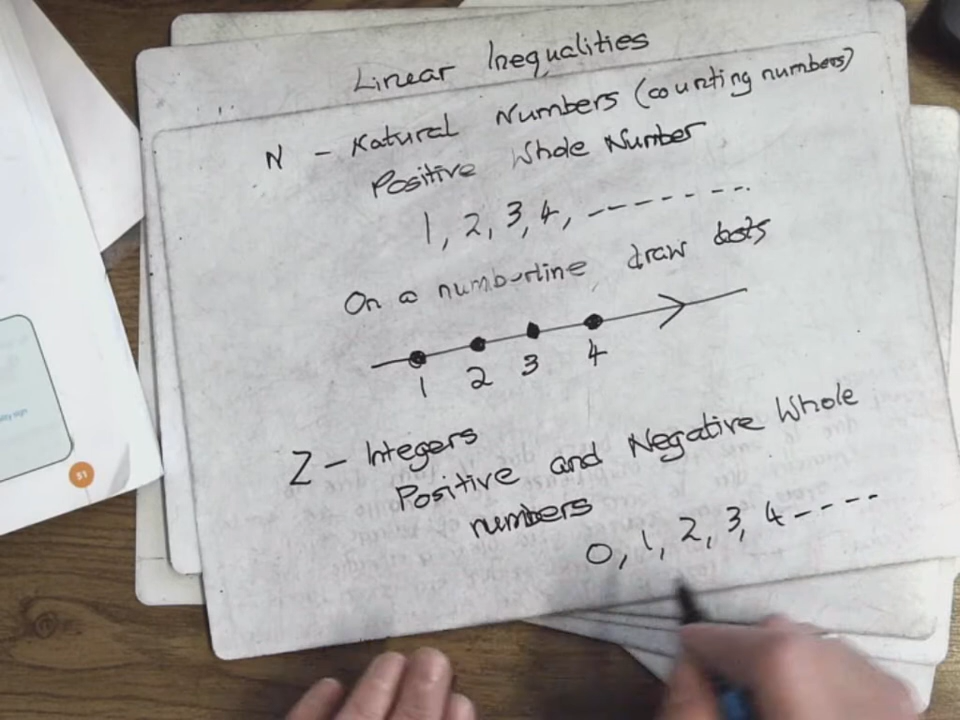 Linear Inequalities
N - Natural Numbers (counting numbers)
Positive Whole Number
1, 2, 3, 4, -------
On a numberline draw dots
1 2 3 4
Z - Integers
Positive and Negative Whole
numbers
0, 1, 2, 3, 4 ----
51